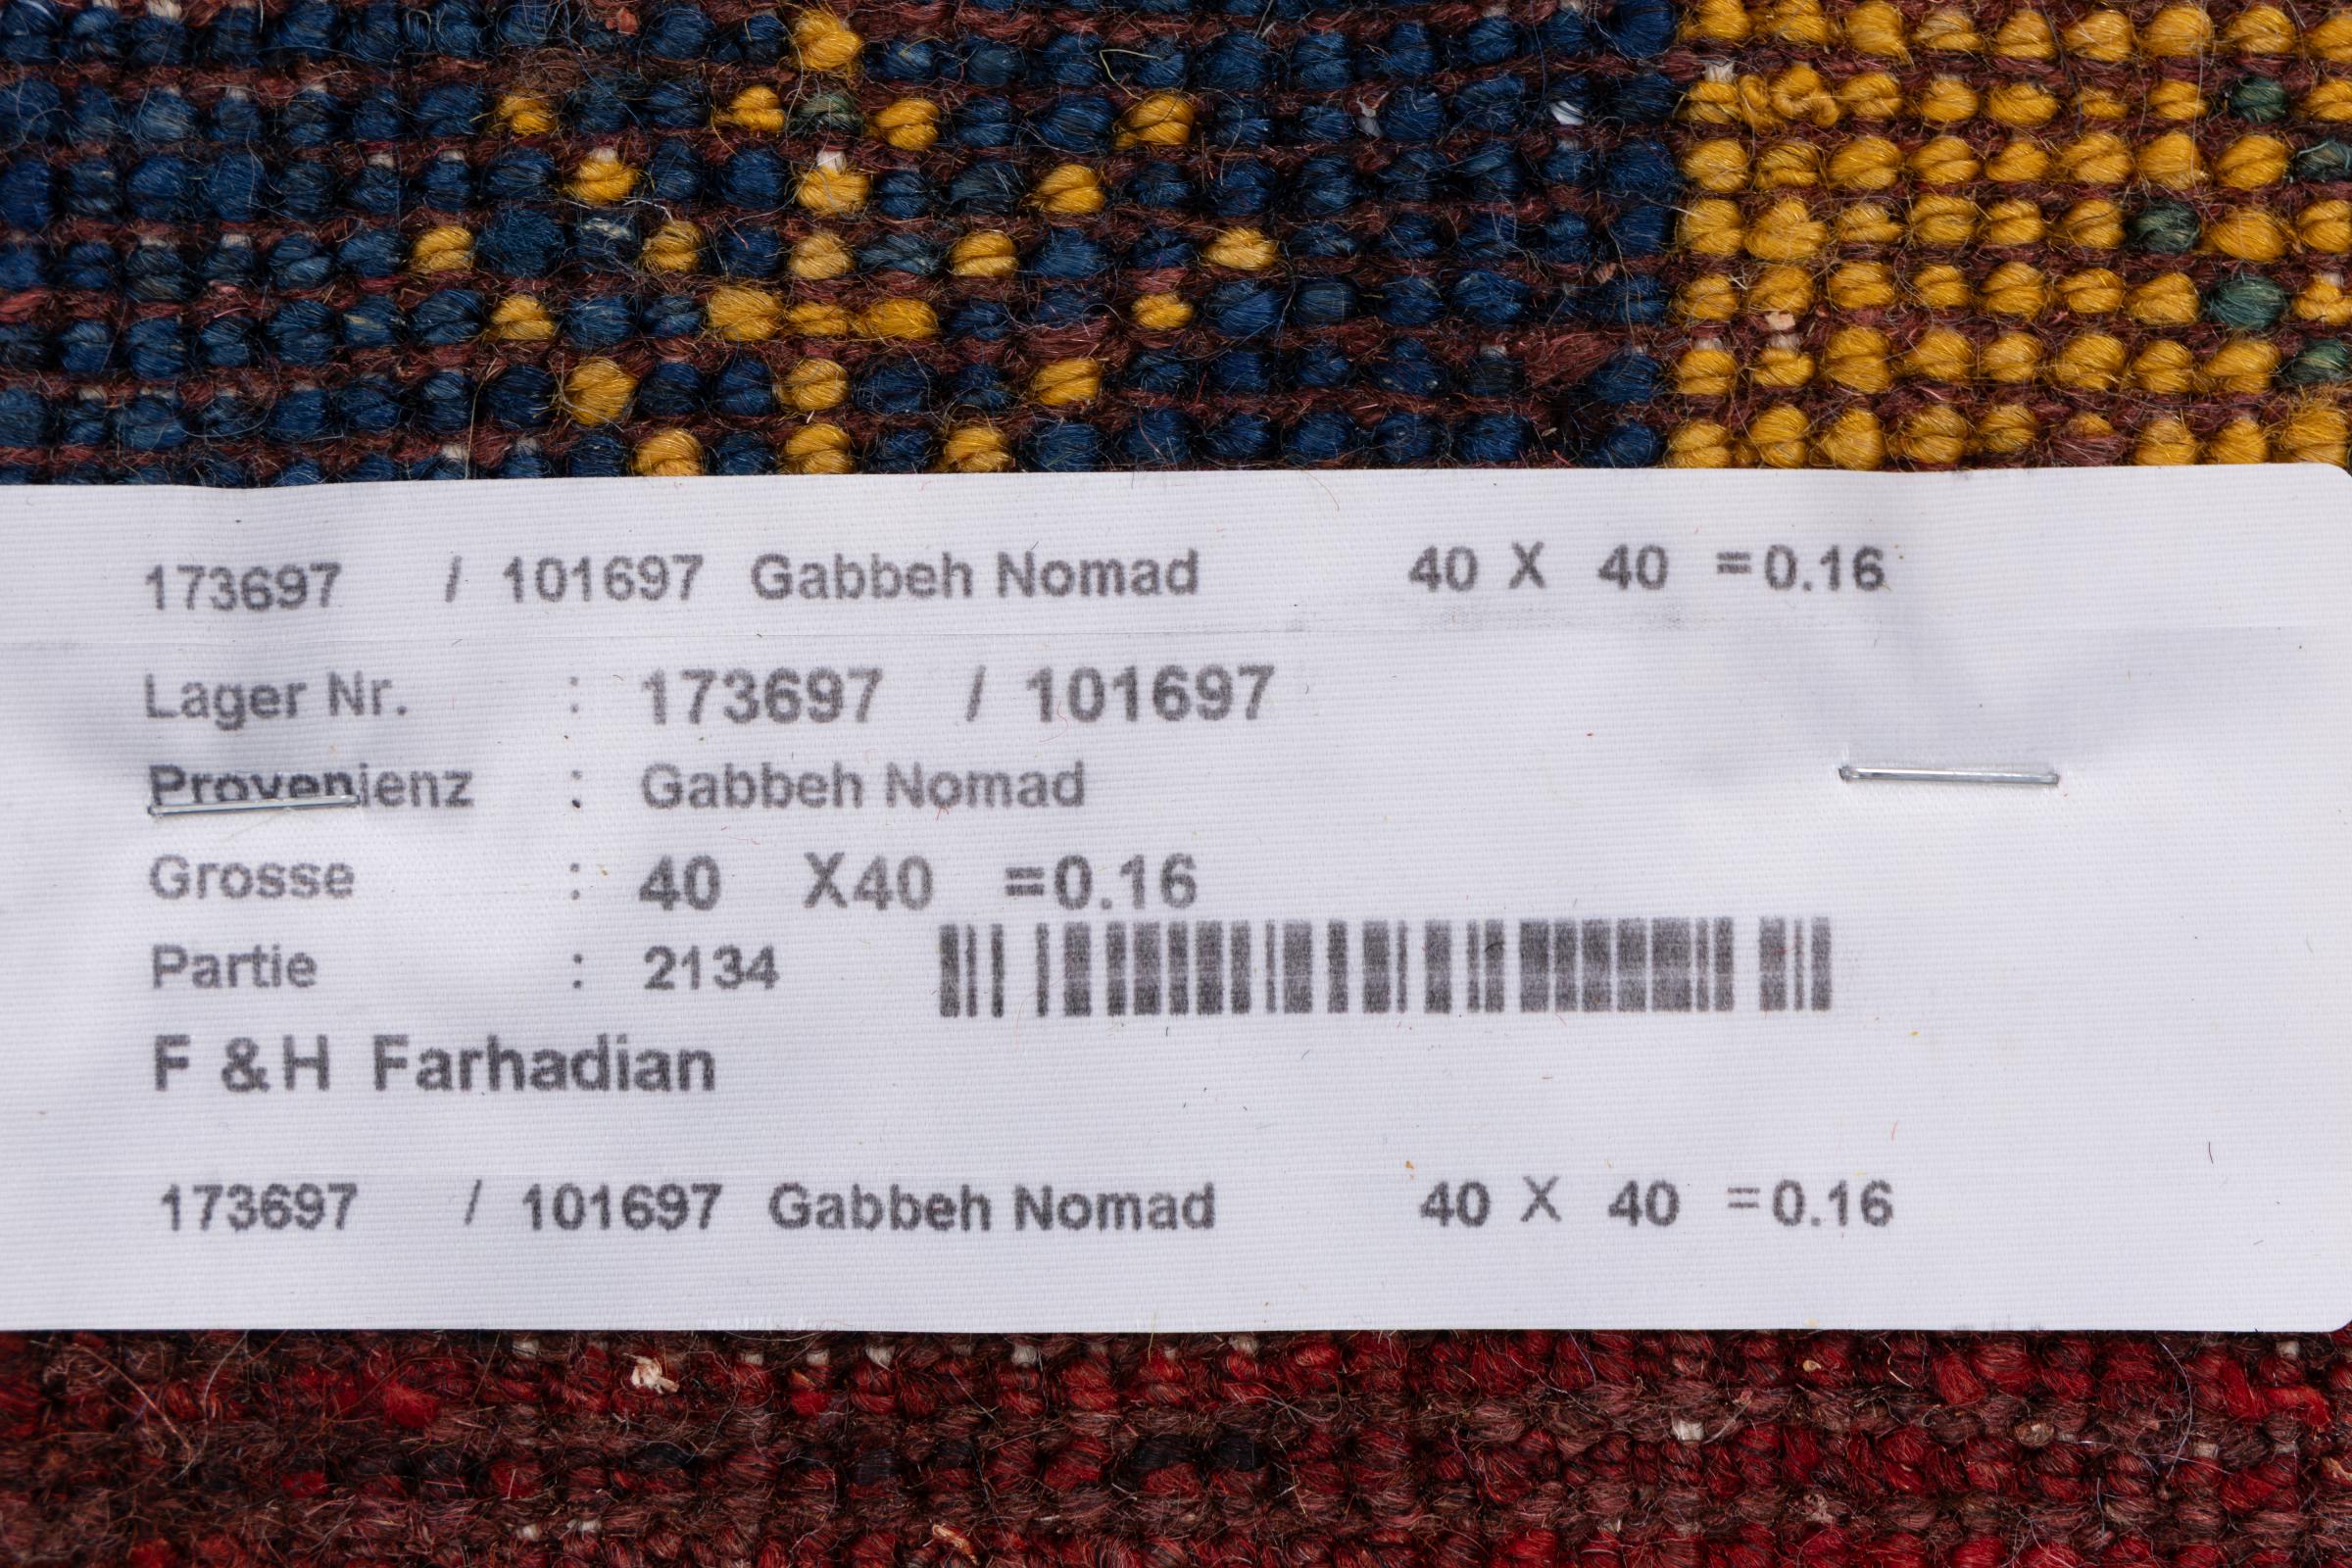 173697 / 101697 Gabbeh Nomad 40 X 40 =0.16
Lager Nr. : 173697 / 101697
Provenienz : Gabbeh Nomad
Grosse : 40 X40 =0.16
Partie : 2134
F &H Farhadian
173697 / 101697 Gabbeh Nomad 40 X 40 =0.16